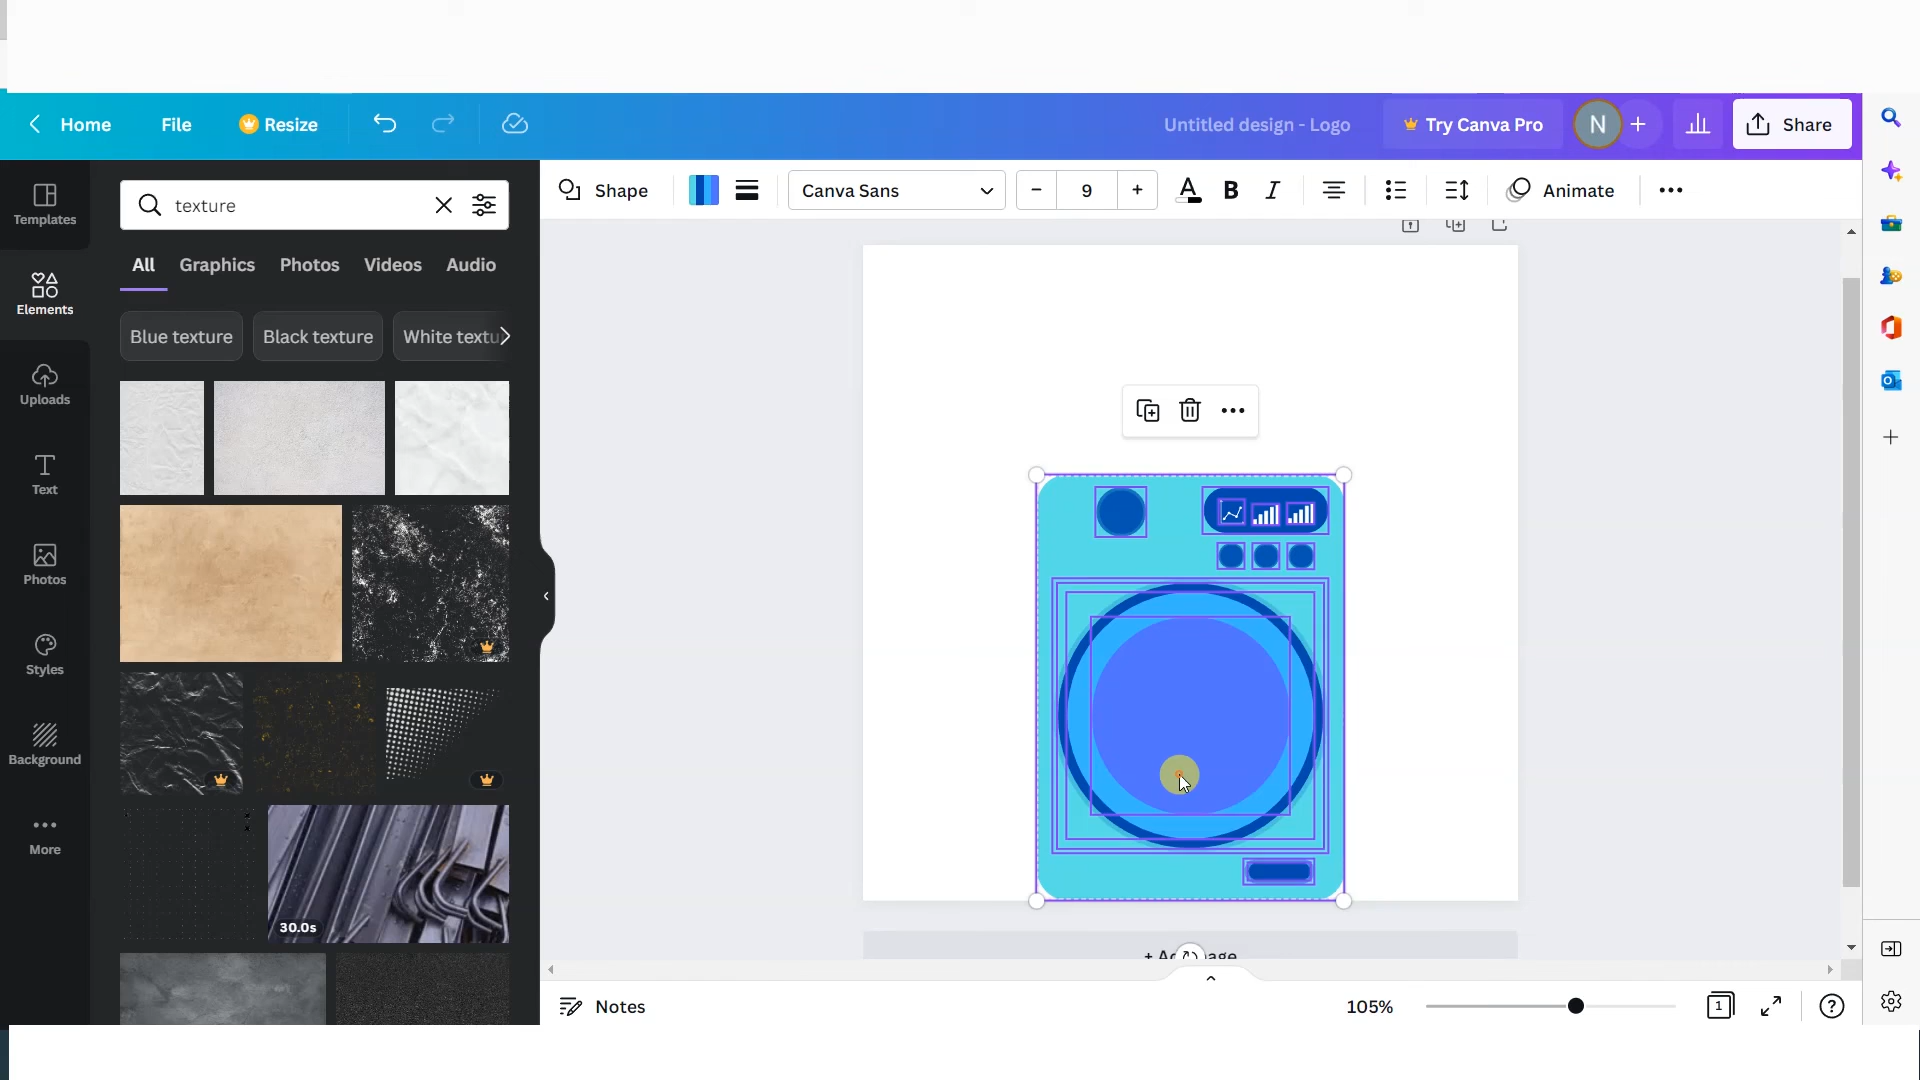 Home File Resize Untitled design - Logo Try Canva Pro N Share
Templates
Elements
Uploads
Text
Photos
Styles
Background
More
texture
All Graphics Photos Videos Audio
Blue texture Black texture White textu
30.0s
Shape Canva Sans 9 A B I Animate
+ A
age
Notes 105% 1